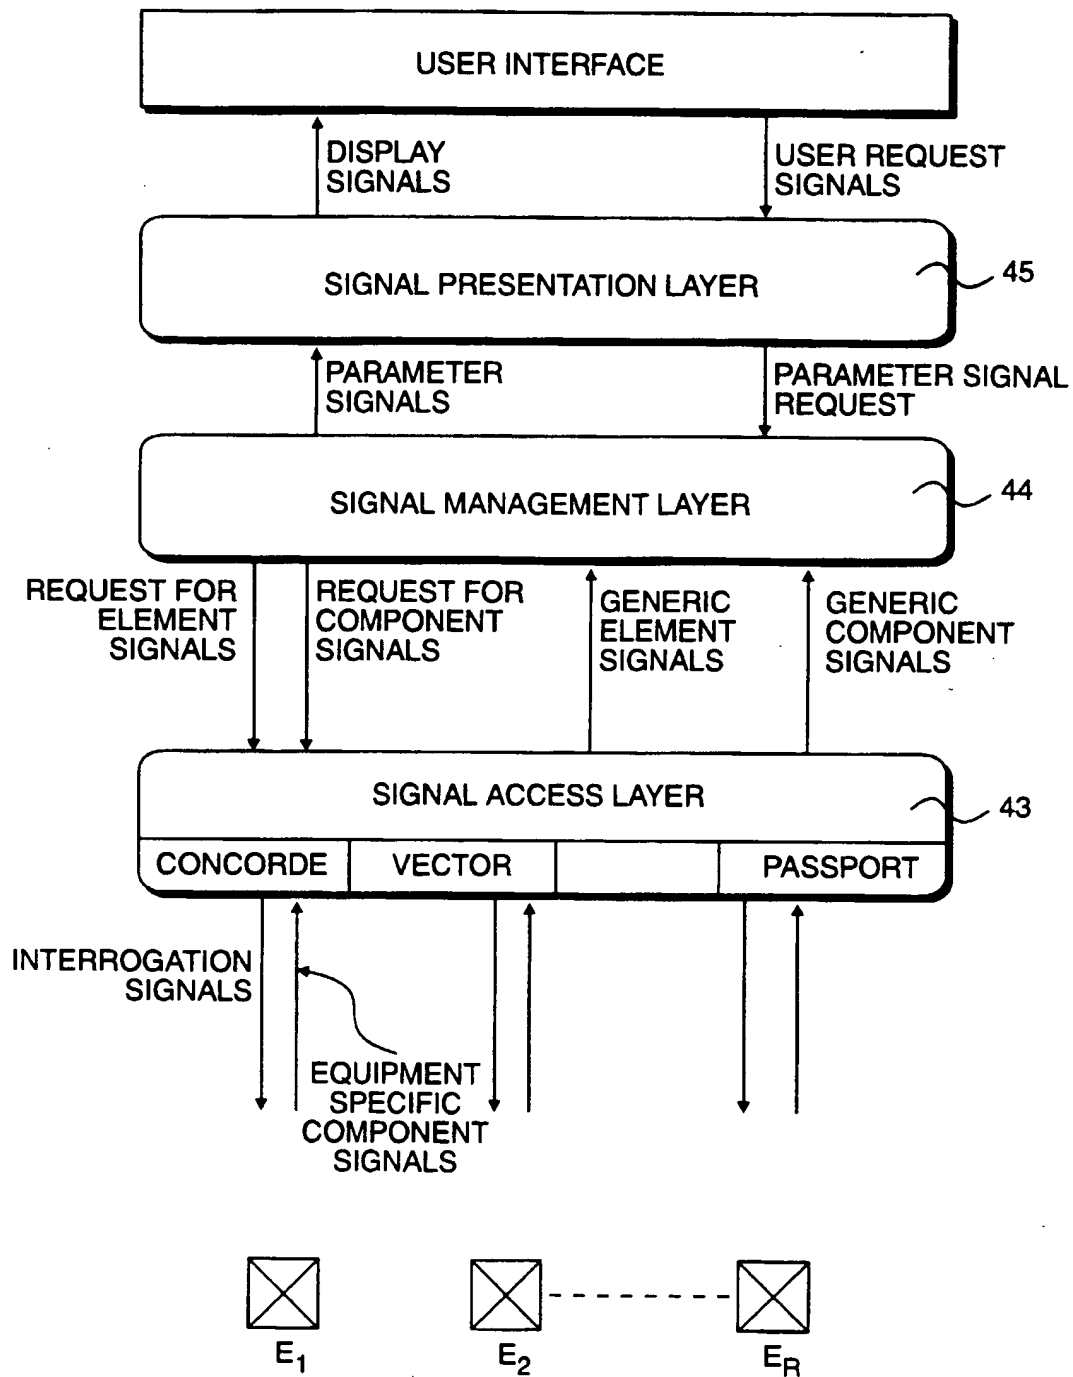 USER INTERFACE
DISPLAY
SIGNALS
USER REQUEST
SIGNALS
SIGNAL PRESENTATION LAYER
45
PARAMETER
SIGNALS
PARAMETER SIGNAL
REQUEST
SIGNAL MANAGEMENT LAYER
44
REQUEST FOR
ELEMENT
SIGNALS
REQUEST FOR
COMPONENT
SIGNALS
GENERIC
ELEMENT
SIGNALS
GENERIC
COMPONENT
SIGNALS
SIGNAL ACCESS LAYER
43
CONCORDE
VECTOR
PASSPORT
INTERROGATION
SIGNALS
EQUIPMENT
SPECIFIC
COMPONENT
SIGNALS
E1
E2
ER